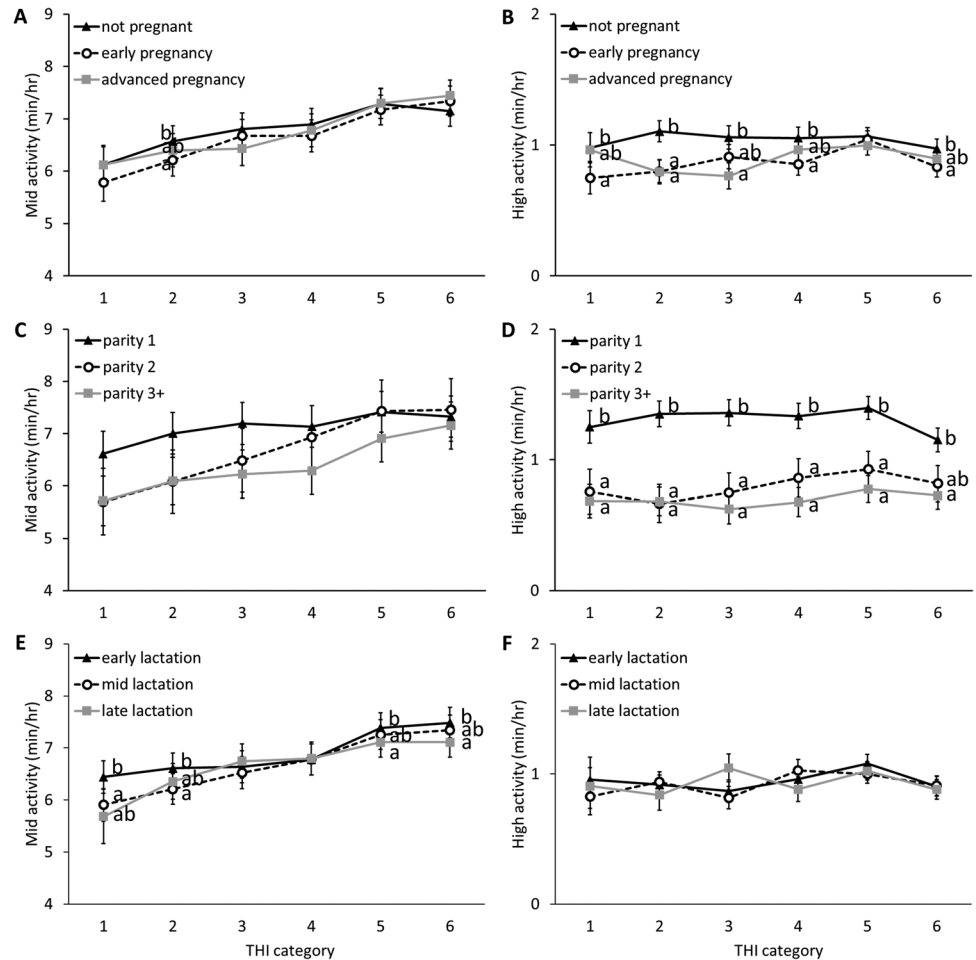 A
Mid activity (min/hr)
9
8
7
6
5
4
not pregnant
early pregnancy
advanced pregnancy
b
ab
a
1 2 3 4 5 6
B
High activity (min/hr)
2
1
0
not pregnant
early pregnancy
advanced pregnancy
b b b b b
ab a ab ab ab
a a a a a
1 2 3 4 5 6
C
Mid activity (min/hr)
9
8
7
6
5
4
parity 1
parity 2
parity 3+
1 2 3 4 5 6
D
High activity (min/hr)
2
1
0
parity 1
parity 2
parity 3+
b b b b b b
a a a a a ab
a a a a a a
1 2 3 4 5 6
E
Mid activity (min/hr)
9
8
7
6
5
4
early lactation
mid lactation
late lactation
b b b b
a ab ab ab
ab a a a
1 2 3 4 5 6
THI category
F
High activity (min/hr)
2
1
0
early lactation
mid lactation
late lactation
1 2 3 4 5 6
THI category